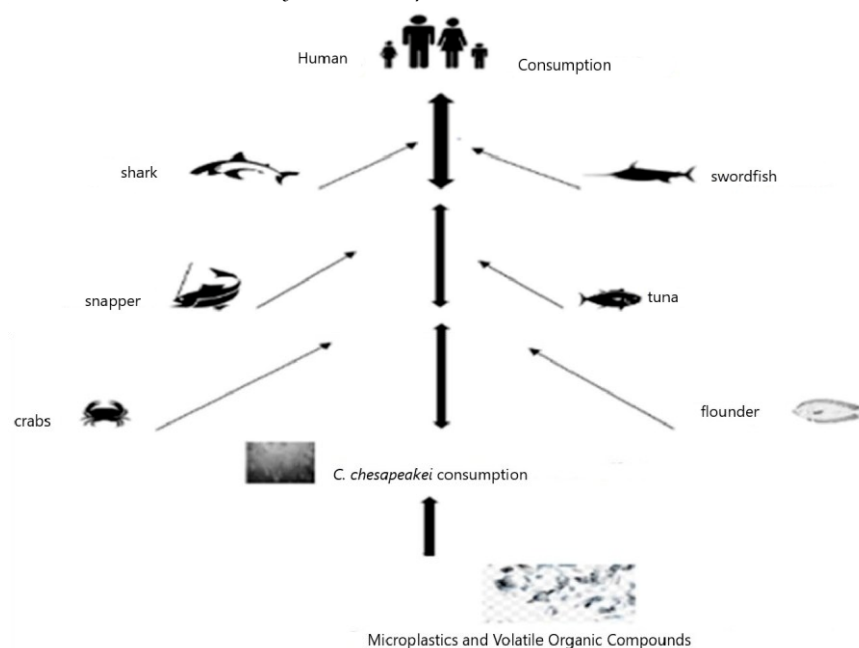 Human
Consumption
shark
swordfish
snapper
tuna
crabs
flounder
C. chesapeakei consumption
Microplastics and Volatile Organic Compounds